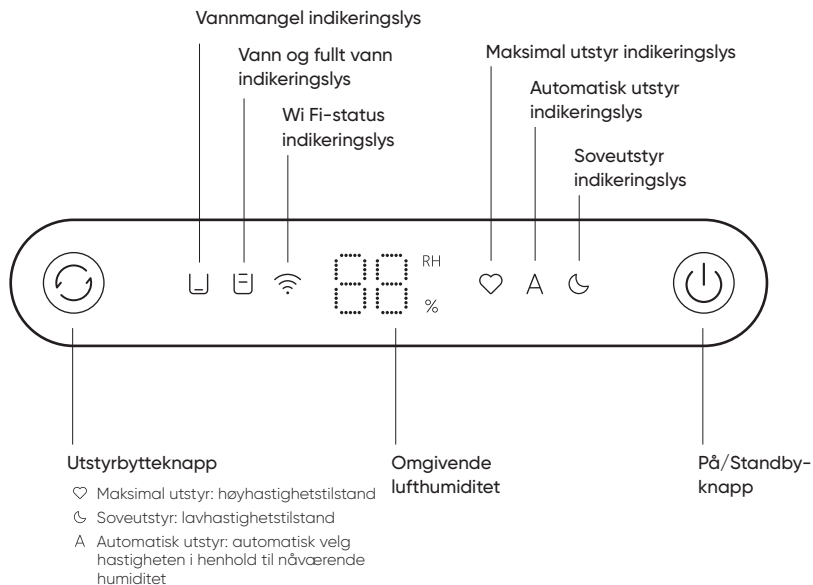 Vannmangel indikeringslys
Vann og fullt vann
indikeringslys
Wi Fi-status
indikeringslys
Maksimal utstyr indikeringslys
Automatisk utstyr
indikeringslys
Soveutstyr
indikeringslys
88
RH
A
%
Utstyrbytteknapp
Maksimal utstyr: høyhastighetstilstand
Soveutstyr: lavhastighetstilstand
A Automatisk utstyr: automatisk velg
hastigheten i henhold til nåværende
humiditet
Omgivende
lufthumiditet
På/Standby-
knapp